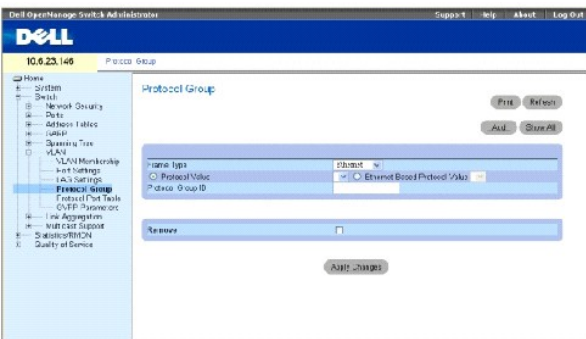 Dell OpenManage Switch Administrator
Support Help About Log Out
DELL
10.6.23.146 Protocol Group
Home
System
Switch
Network Security
Ports
Address Tables
GARP
Spanning Tree
VLAN
VLAN Membership
Port Settings
LAG Settings
Protocol Group
Protocol Port Table
GVRP Parameters
Link Aggregation
Multicast Support
Statistics/RMON
Quality of Service
Protocol Group
Print Refresh
Add Show All
Frame Type Ethernet
Protocol Value Ethernet Based Protocol Value
Protocol Group ID
Remove
Apply Changes